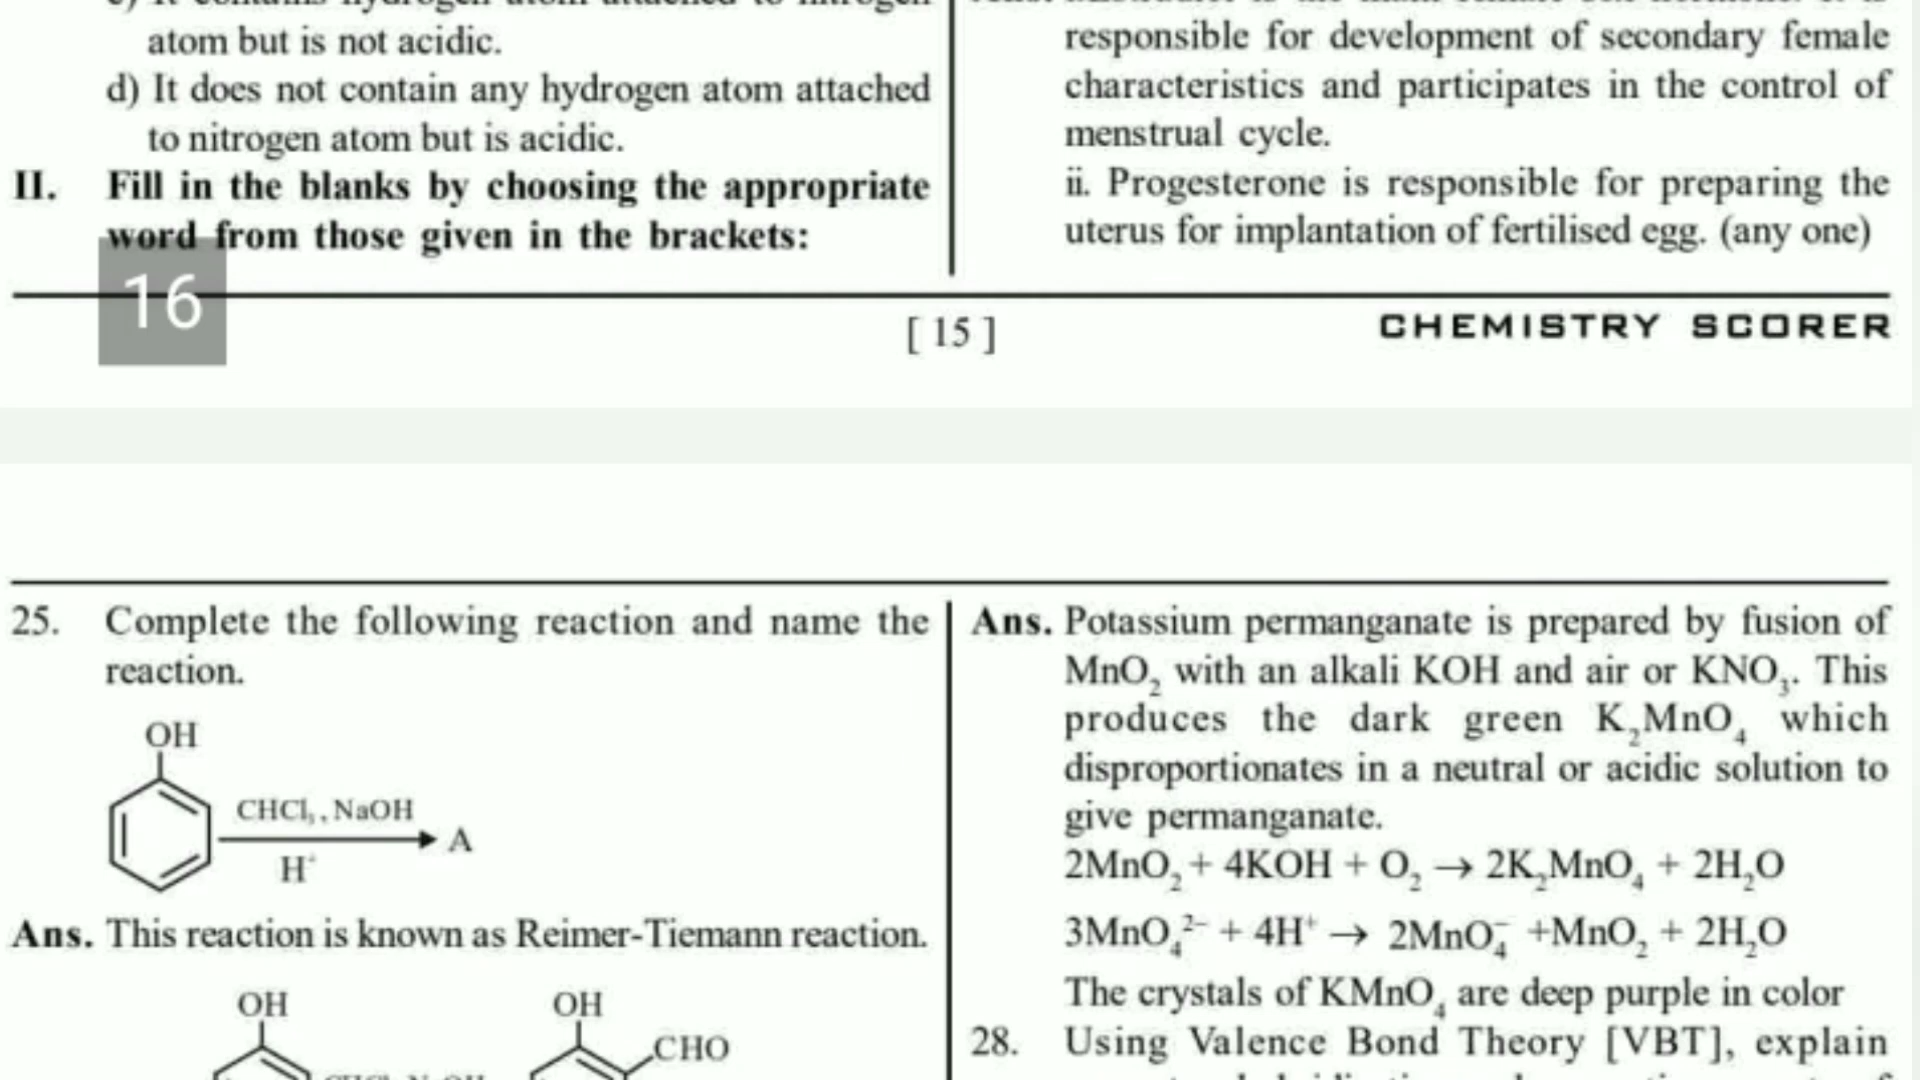 atom but is not acidic.
d) It does not contain any hydrogen atom attached
to nitrogen atom but is acidic.
II. Fill in the blanks by choosing the appropriate
word from those given in the brackets:
responsible for development of secondary female
characteristics and participates in the control of
menstrual cycle.
ii. Progesterone is responsible for preparing the
uterus for implantation of fertilised egg. (any one)
16
[ 15 ]
CHEMISTRY SCORER
25. Complete the following reaction and name the
reaction.
OH
CHCl₃, NaOH
A
H⁺
Ans. This reaction is known as Reimer-Tiemann reaction.
OH
OH
CHO
Ans. Potassium permanganate is prepared by fusion of
MnO₂ with an alkali KOH and air or KNO₃. This
produces the dark green K₂MnO₄ which
disproportionates in a neutral or acidic solution to
give permanganate.
2MnO₂ + 4KOH + O₂ → 2K₂MnO₄ + 2H₂O
3MnO₄²⁻ + 4H⁺ → 2MnO₄⁻ +MnO₂ + 2H₂O
The crystals of KMnO₄ are deep purple in color
28. Using Valence Bond Theory [VBT], explain